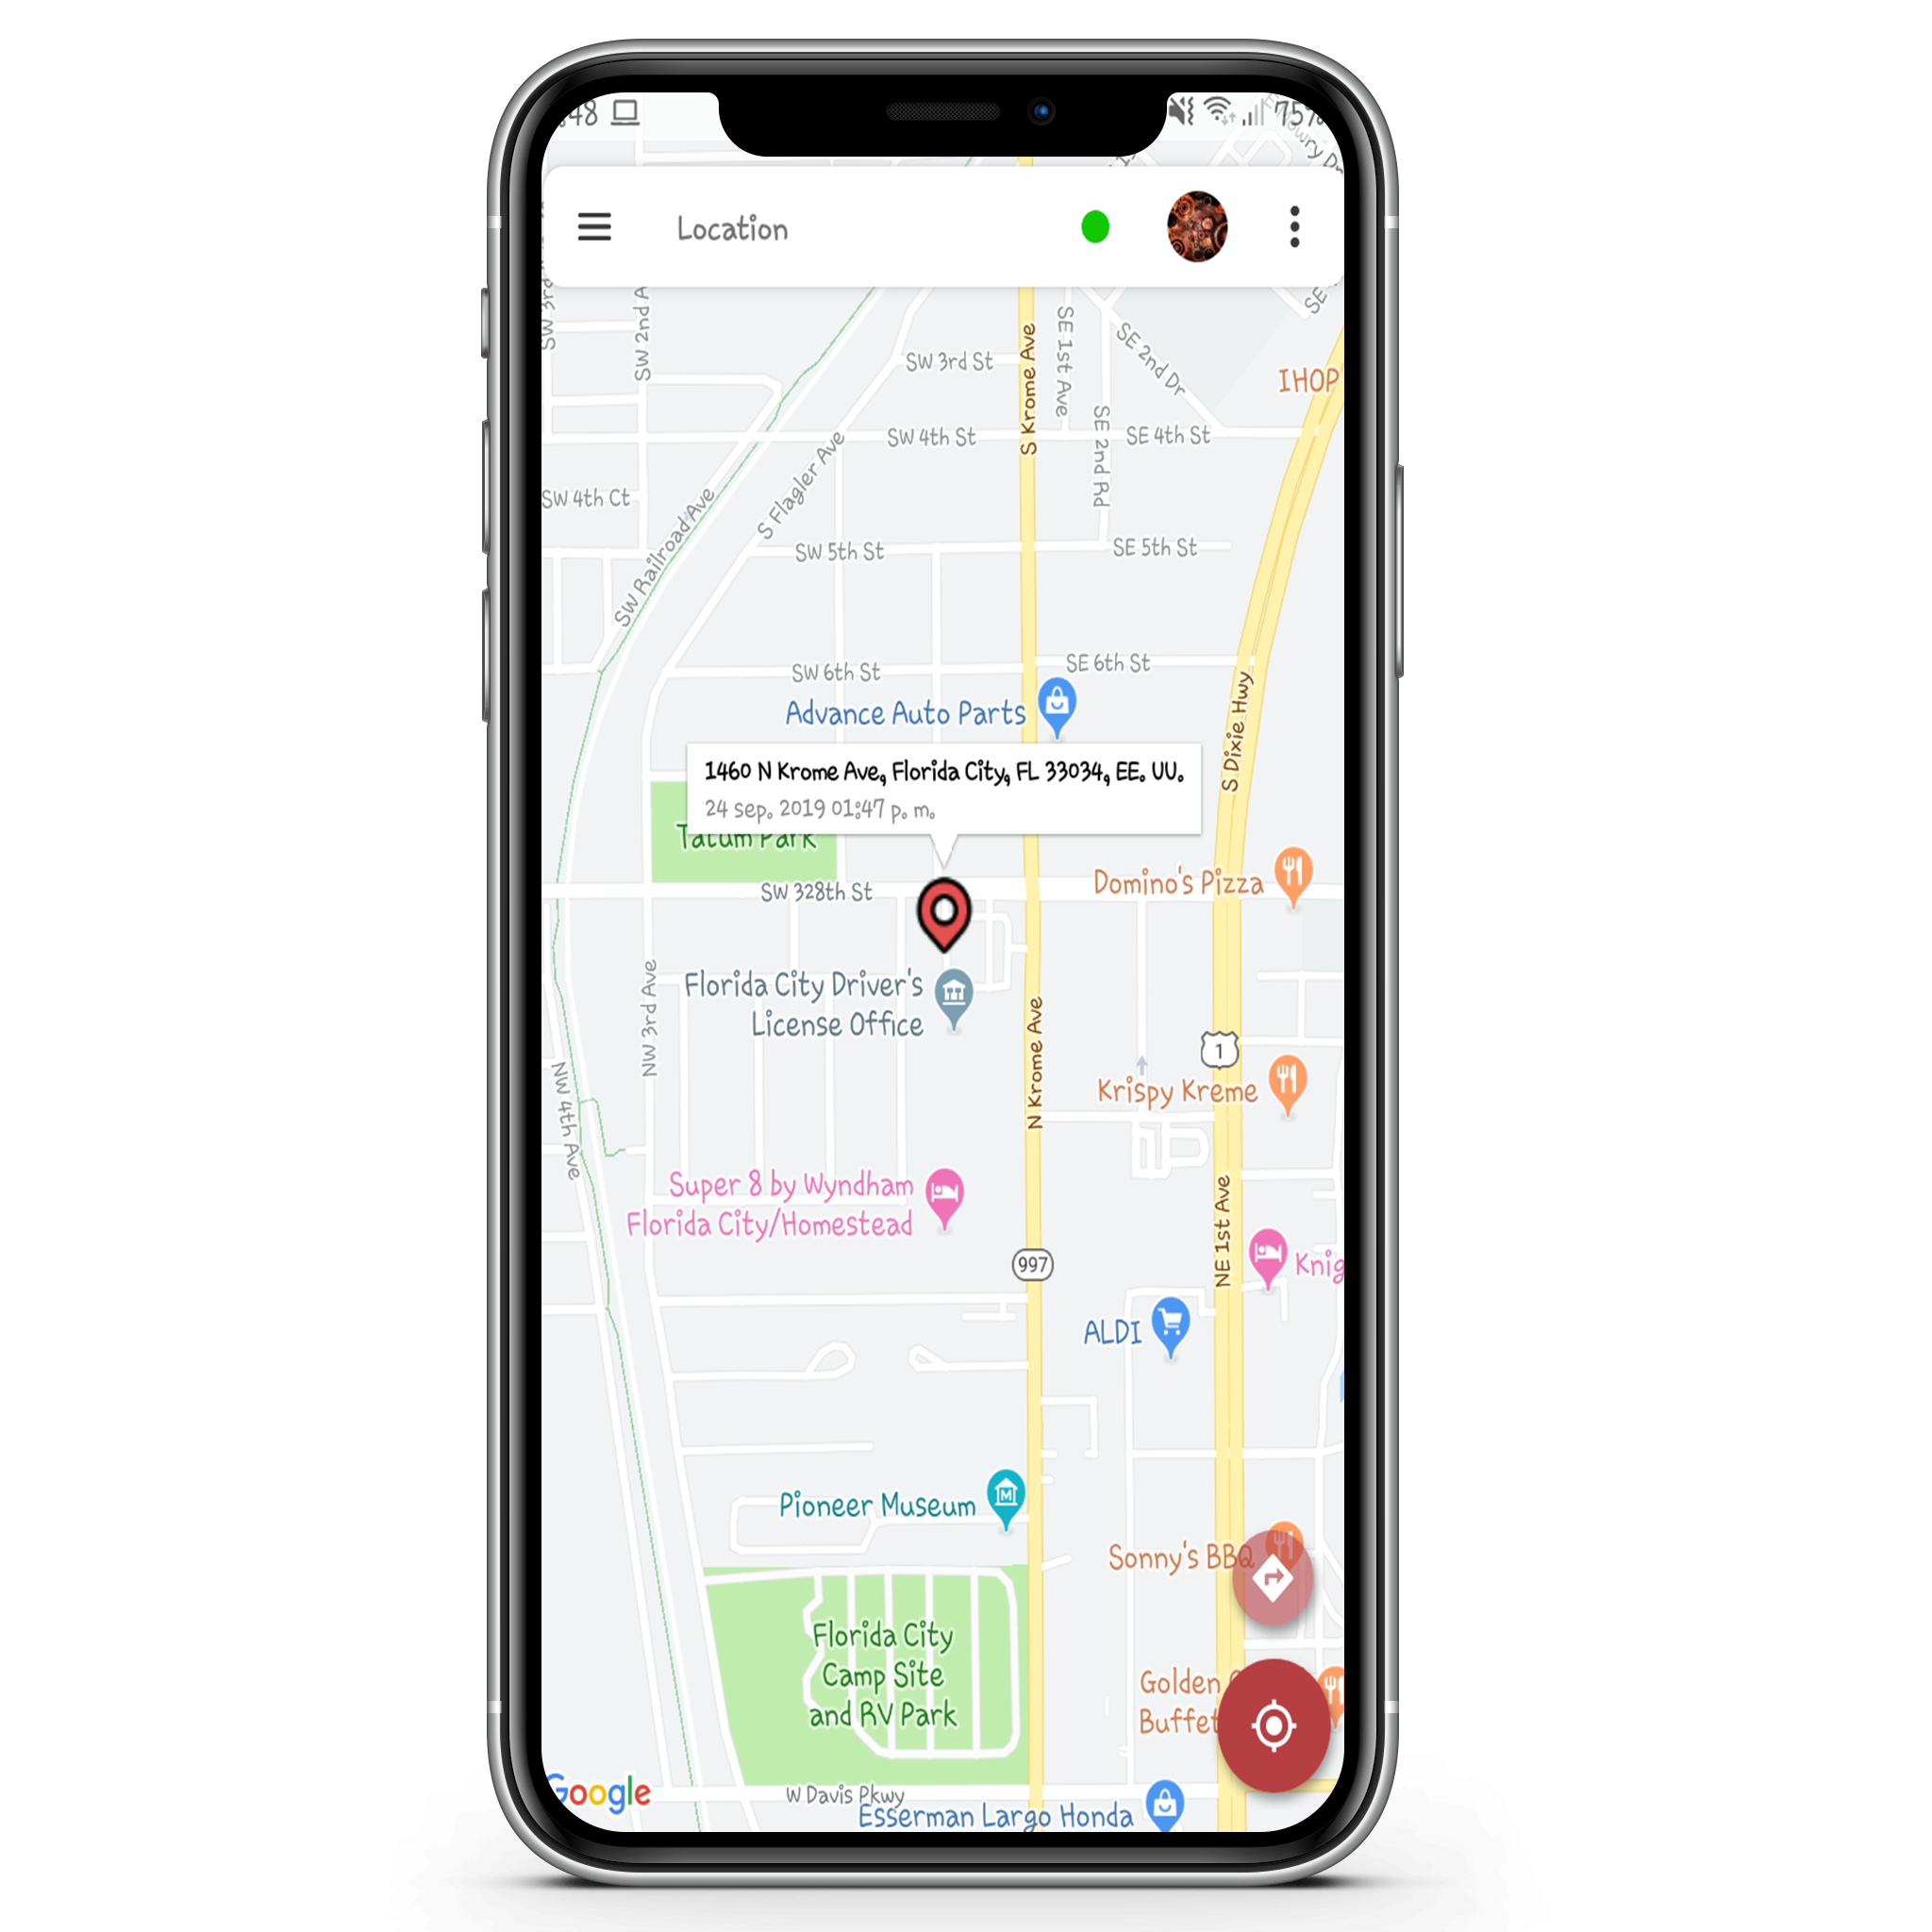 :48
75%
Mowry Dr
Location
SW 3rd
SW 2nd A
SE
SW 3rd St
S Krome Ave
SE 1st Ave
SE 2nd Dr
IHOP
SW 4th St
SE 4th St
SE 2nd Rd
S Flagler Ave
SW 4th Ct
SW Railroad Ave
SW 5th St
SE 5th St
SW 6th St
SE 6th St
Advance Auto Parts
S Dixie Hwy
1460 N Krome Ave, Florida City, FL 33034, EE. UU.
24 sep. 2019 01:47 p. m.
Tatum Park
SW 328th St
Domino's Pizza
Florida City Driver's
License Office
NW 3rd Ave
N Krome Ave
1
NW 4th Ave
Krispy Kreme
Super 8 by Wyndham
Florida City/Homestead
NE 1st Ave
997
Knig
ALDI
Pioneer Museum
M
Sonny's BBQ
Florida City
Camp Site
and RV Park
Golden
Buffet
Google
W Davis Pkwy
Esserman Largo Honda